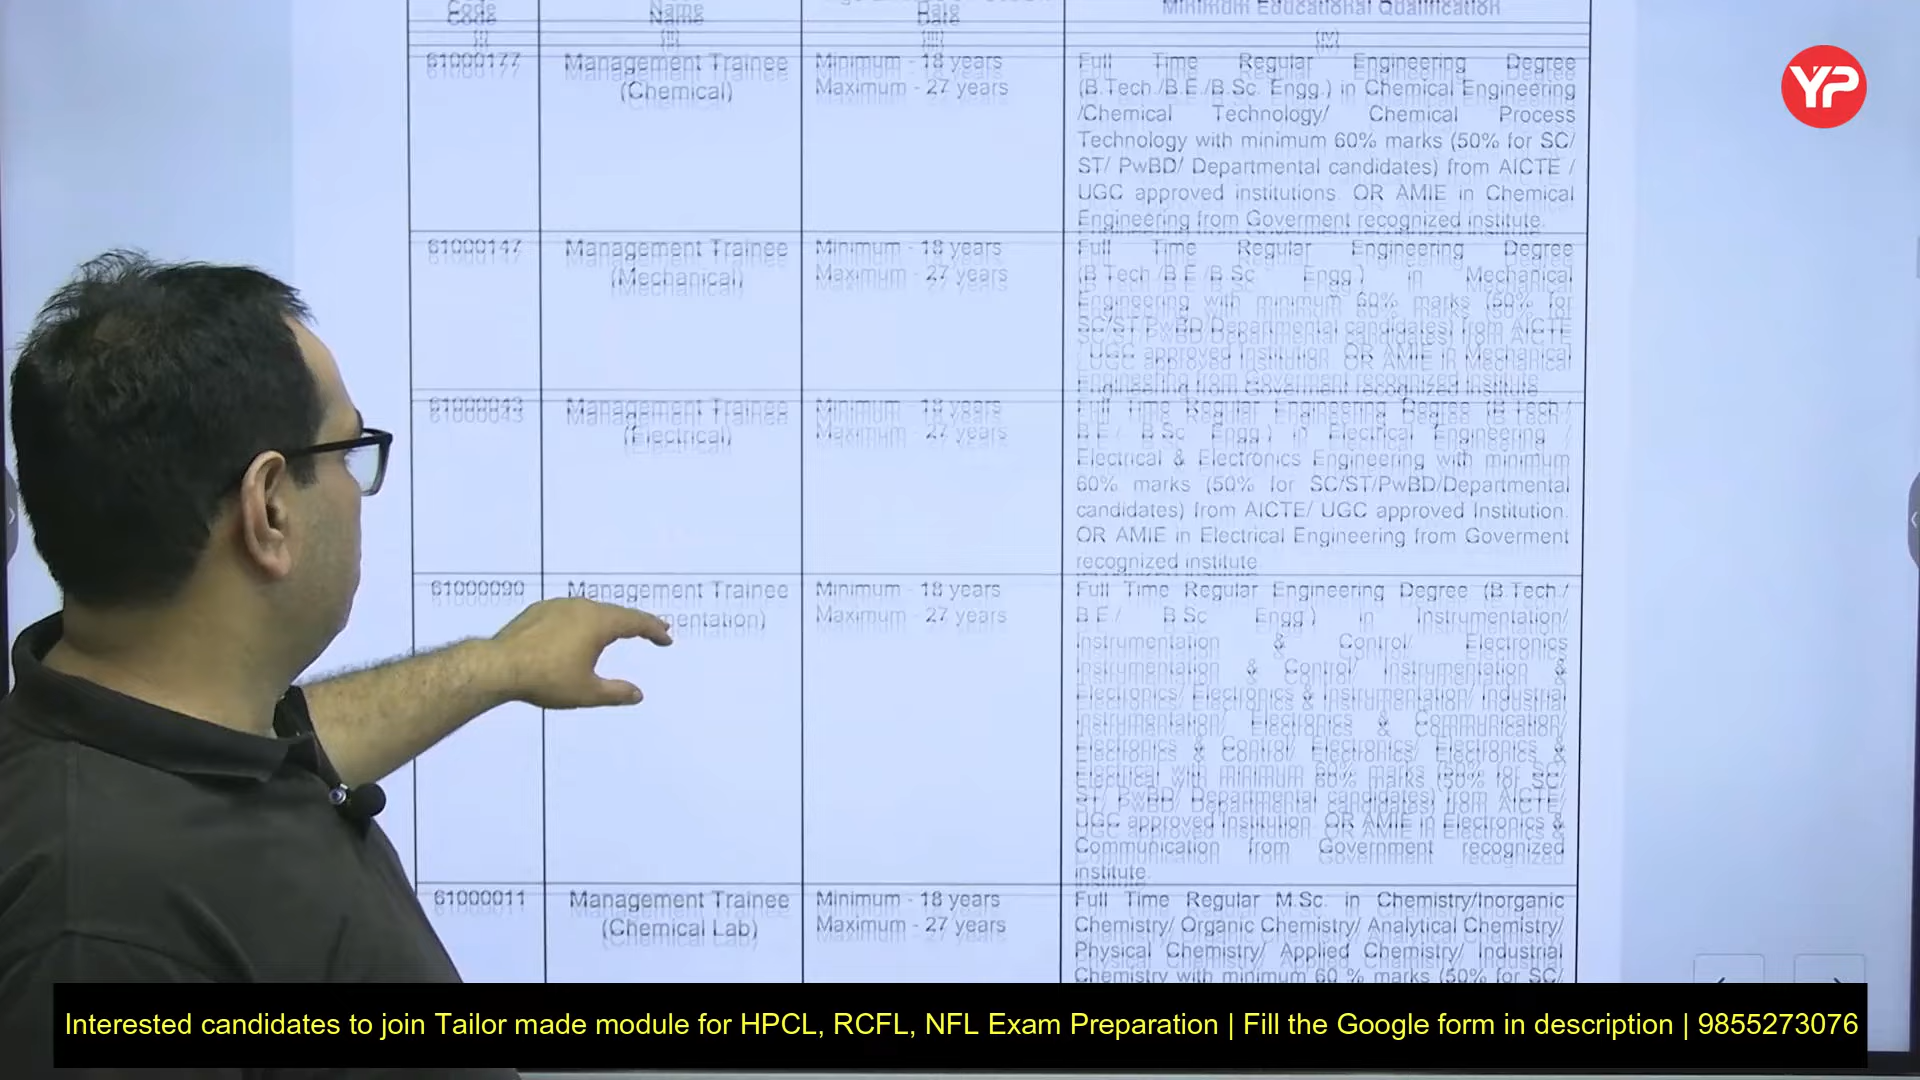 Code
Name
Date
Minimum Educational Qualification
61000177
Management Trainee
(Chemical)
Minimum - 18 years
Maximum - 27 years
Full Time Regular Engineering Degree
(B.Tech./B.E./B.Sc. Engg.) in Chemical Engineering
/Chemical Technology/ Chemical Process
Technology with minimum 60% marks (50% for SC/
ST/ PwBD/ Departmental candidates) from AICTE /
UGC approved institutions. OR AMIE in Chemical
Engineering from Goverment recognized institute.
61000147
Management Trainee
(Mechanical)
Minimum - 18 years
Maximum - 27 years
Full Time Regular Engineering Degree
(B.Tech./B.E./B.Sc. Engg.) in Mechanical
Engineering with minimum 60% marks (50% for
SC/ST/PwBD/Departmental candidates) from AICTE
/ UGC approved Institution. OR AMIE in Mechanical
Engineering from Goverment recognized institute.
61000043
Management Trainee
(Electrical)
Minimum - 18 years
Maximum - 27 years
Full Time Regular Engineering Degree (B.Tech./
B.E./ B.Sc. Engg.) in Electrical Engineering /
Electrical & Electronics Engineering with minimum
60% marks (50% for SC/ST/PwBD/Departmental
candidates) from AICTE/ UGC approved Institution.
OR AMIE in Electrical Engineering from Goverment
recognized institute.
61000090
Management Trainee
mentation)
Minimum - 18 years
Maximum - 27 years
Full Time Regular Engineering Degree (B.Tech./
B.E./ B.Sc. Engg.) in Instrumentation/
Instrumentation & Control/ Electronics
Instrumentation & Control/ Instrumentation &
Electronics/ Electronics & Instrumentation/ Industrial
Instrumentation/ Electronics & Communication/
Electronics & Control/ Electronics/ Electronics &
Electrical with minimum 60% marks (50% for SC/
ST/ PwBD/ Departmental candidates) from AICTE/
UGC approved Institution. OR AMIE in Electronics &
Communication from Government recognized
institute.
61000011
Management Trainee
(Chemical Lab)
Minimum - 18 years
Maximum - 27 years
Full Time Regular M.Sc. in Chemistry/Inorganic
Chemistry/ Organic Chemistry/ Analytical Chemistry/
Physical Chemistry/ Applied Chemistry/ Industrial
Chemistry with minimum 60 % marks (50% for SC/
YP
Interested candidates to join Tailor made module for HPCL, RCFL, NFL Exam Preparation | Fill the Google form in description | 9855273076